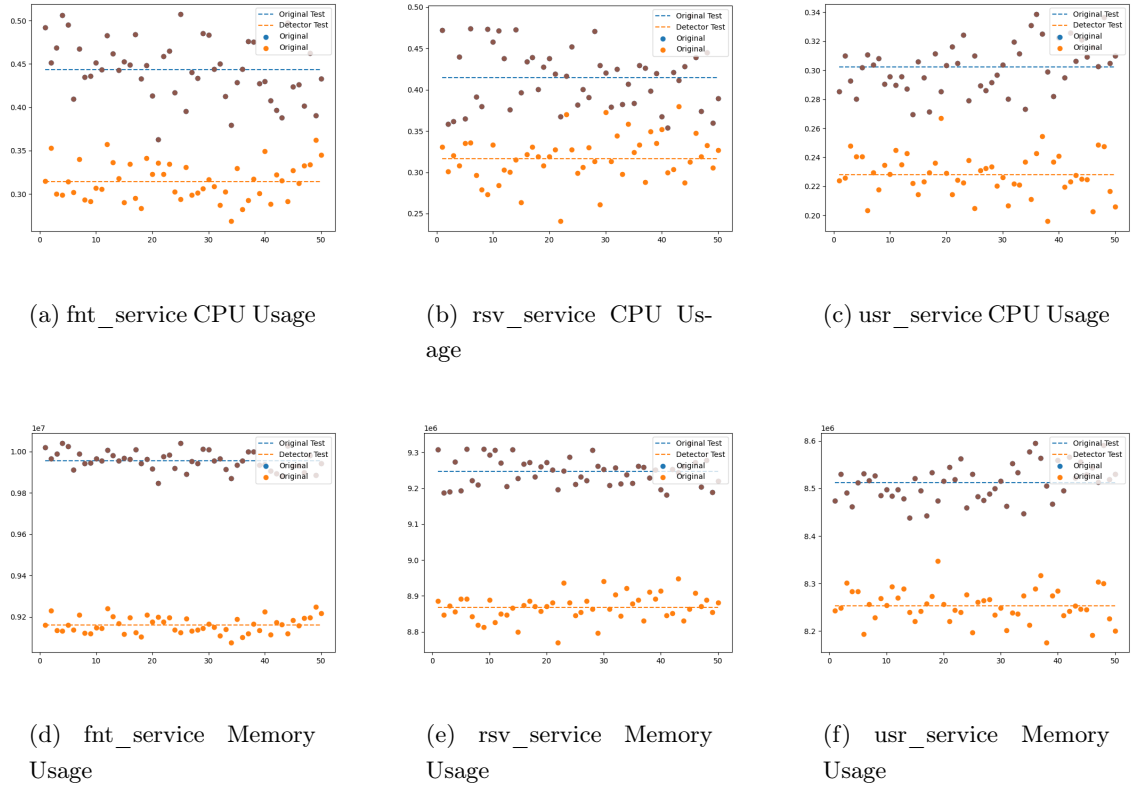 0.50
0.45
0.40
0.35
0.30
0 10 20 30 40 50
Original Test
Detector Test
Original
Original
(a) fnt_service CPU Usage
0.45
0.40
0.35
0.30
0.25
0 10 20 30 40 50
Original Test
Detector Test
Original
Original
(b) rsv_service CPU Us-
age
0.34
0.32
0.30
0.28
0.26
0.24
0.22
0.20
0 10 20 30 40 50
Original Test
Detector Test
Original
Original
(c) usr_service CPU Usage
1e7
1.00
0.98
0.96
0.94
0.92
0 10 20 30 40 50
Original Test
Detector Test
Original
Original
(d) fnt_service Memory
Usage
1e6
9.3
9.2
9.1
9.0
8.9
8.8
0 10 20 30 40 50
Original Test
Detector Test
Original
Original
(e) rsv_service Memory
Usage
1e6
8.6
8.5
8.4
8.3
8.2
0 10 20 30 40 50
Original Test
Detector Test
Original
Original
(f) usr_service Memory
Usage